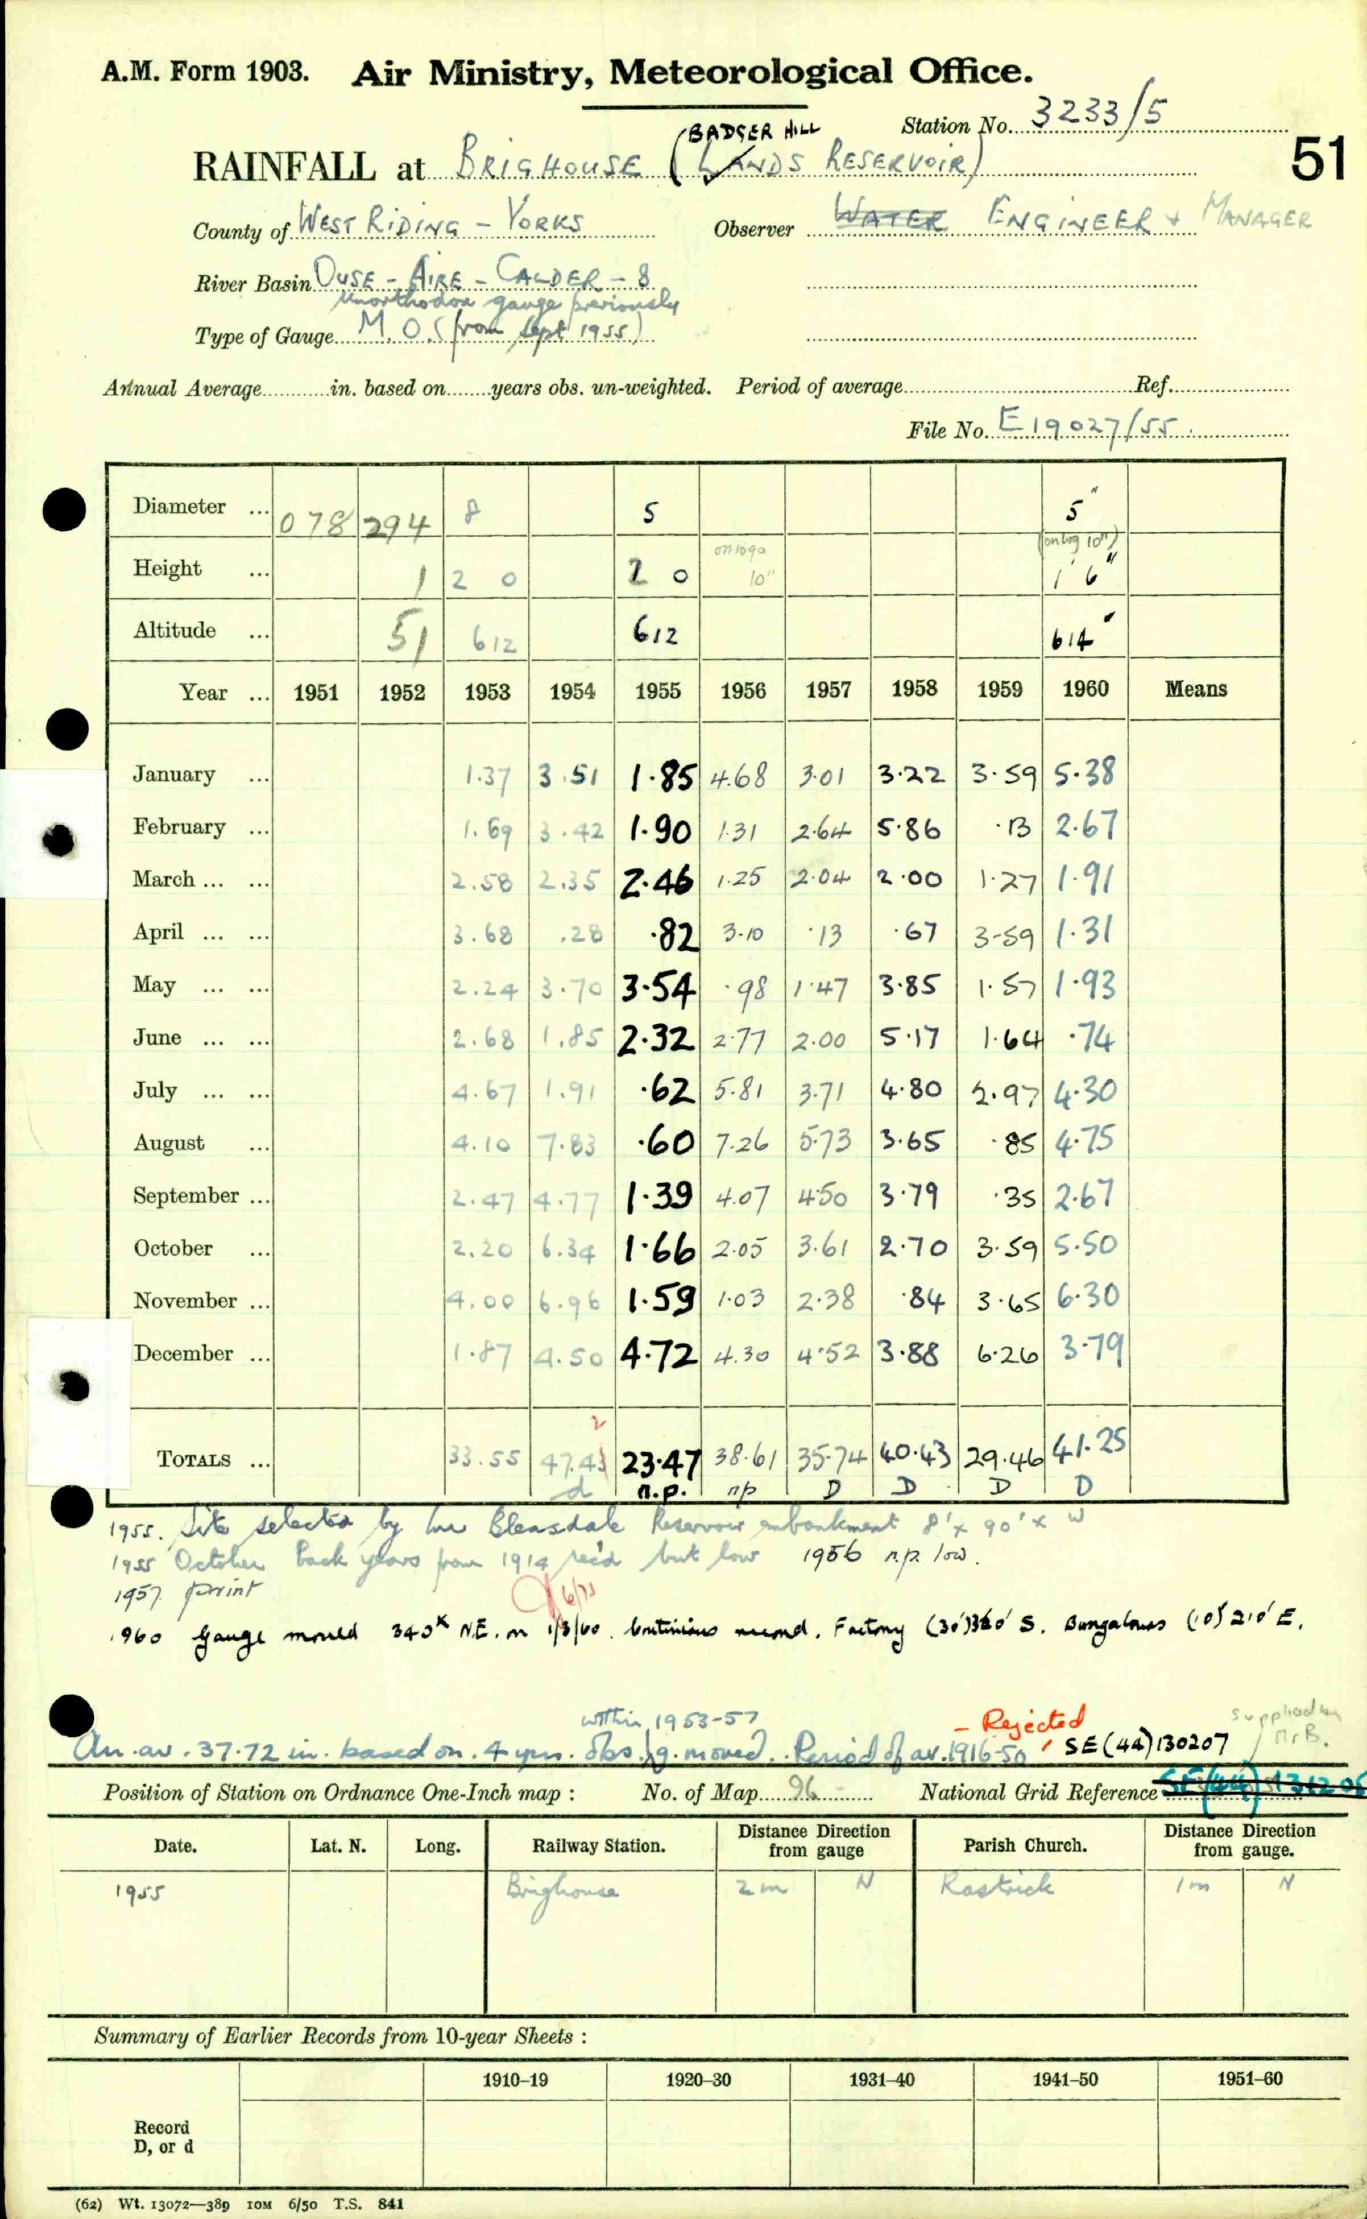 A.M. Form 1903. Air Ministry, Meteorological Office.
Station No. 3233/5
51
(BADGER HILL
RAINFALL at BRIGHOUSE (LANDS RESERVOIR)
County of WEST RIDING - YORKS Observer WATER ENGINEER + MANAGER
River Basin OUSE - AIRE - CALDER - 8
unorthodox gauge previously
Type of Gauge M.O. (from Sept 1955)
Annual Average in. based on years obs. un-weighted. Period of average Ref.
File No. E19027/55.
Diameter ... 078 294 8 5 5"
(on log 10")
Height ... 1 2 0 2 0 10" 1' 6"
Altitude ... 51 612 612 614'
Year ... 1951 1952 1953 1954 1955 1956 1957 1958 1959 1960 Means
January ... 1.37 3.51 1.85 4.68 3.01 3.22 3.59 5.38
February ... 1.69 3.42 1.90 1.31 2.64 5.86 .13 2.67
March ... ... 2.58 2.35 2.46 1.25 2.04 2.00 1.27 1.91
April ... ... 3.68 .28 .82 3.10 .13 .67 3.59 1.31
May ... ... 2.24 3.70 3.54 .98 1.47 3.85 1.57 1.93
June ... ... 2.68 1.85 2.32 2.77 2.00 5.17 1.64 .74
July ... ... 4.67 1.91 .62 5.81 3.71 4.80 2.97 4.30
August ... 4.10 7.83 .60 7.26 5.73 3.65 .85 4.75
September ... 2.47 4.77 1.39 4.07 4.50 3.79 .35 2.67
October ... 2.20 6.34 1.66 2.05 3.61 2.70 3.59 5.50
November ... 4.00 6.96 1.59 1.03 2.38 .84 3.65 6.30
December ... 1.87 4.50 4.72 4.30 4.52 3.88 6.26 3.79
2
TOTALS ... 33.55 47.43 23.47 38.61 35.74 40.43 29.46 41.25
d n.p. np D D D D
1955. Site selected by Mr Bleasdale Reservoir embankment 8' x 90' x W
1955 October back years from 1914 rec'd but low 1956 n.p. low.
1957 print
6/75
1960 Gauge moved 340x N.E. on 1/3/60. Continuous record. Factory (30') 320' S. Bungalows (10') 210' E.
within 1953-57
- Rejected
supplied by Mr B.
An. av. 37.72 in. based on 4 yrs. obs. g. moved. Period of av. 1916-50 SE (44) 130207
Position of Station on Ordnance One-Inch map : No. of Map 96 National Grid Reference SE (44)
Date. Lat. N. Long. Railway Station. Distance Direction from gauge Parish Church. Distance Direction from gauge.
1955 Brighouse 2m N Rastrick 1m N
Summary of Earlier Records from 10-year Sheets :
1910-19 1920-30 1931-40 1941-50 1951-60
Record
D, or d
(62) Wt. 13072—389 10M 6/50 T.S. 841